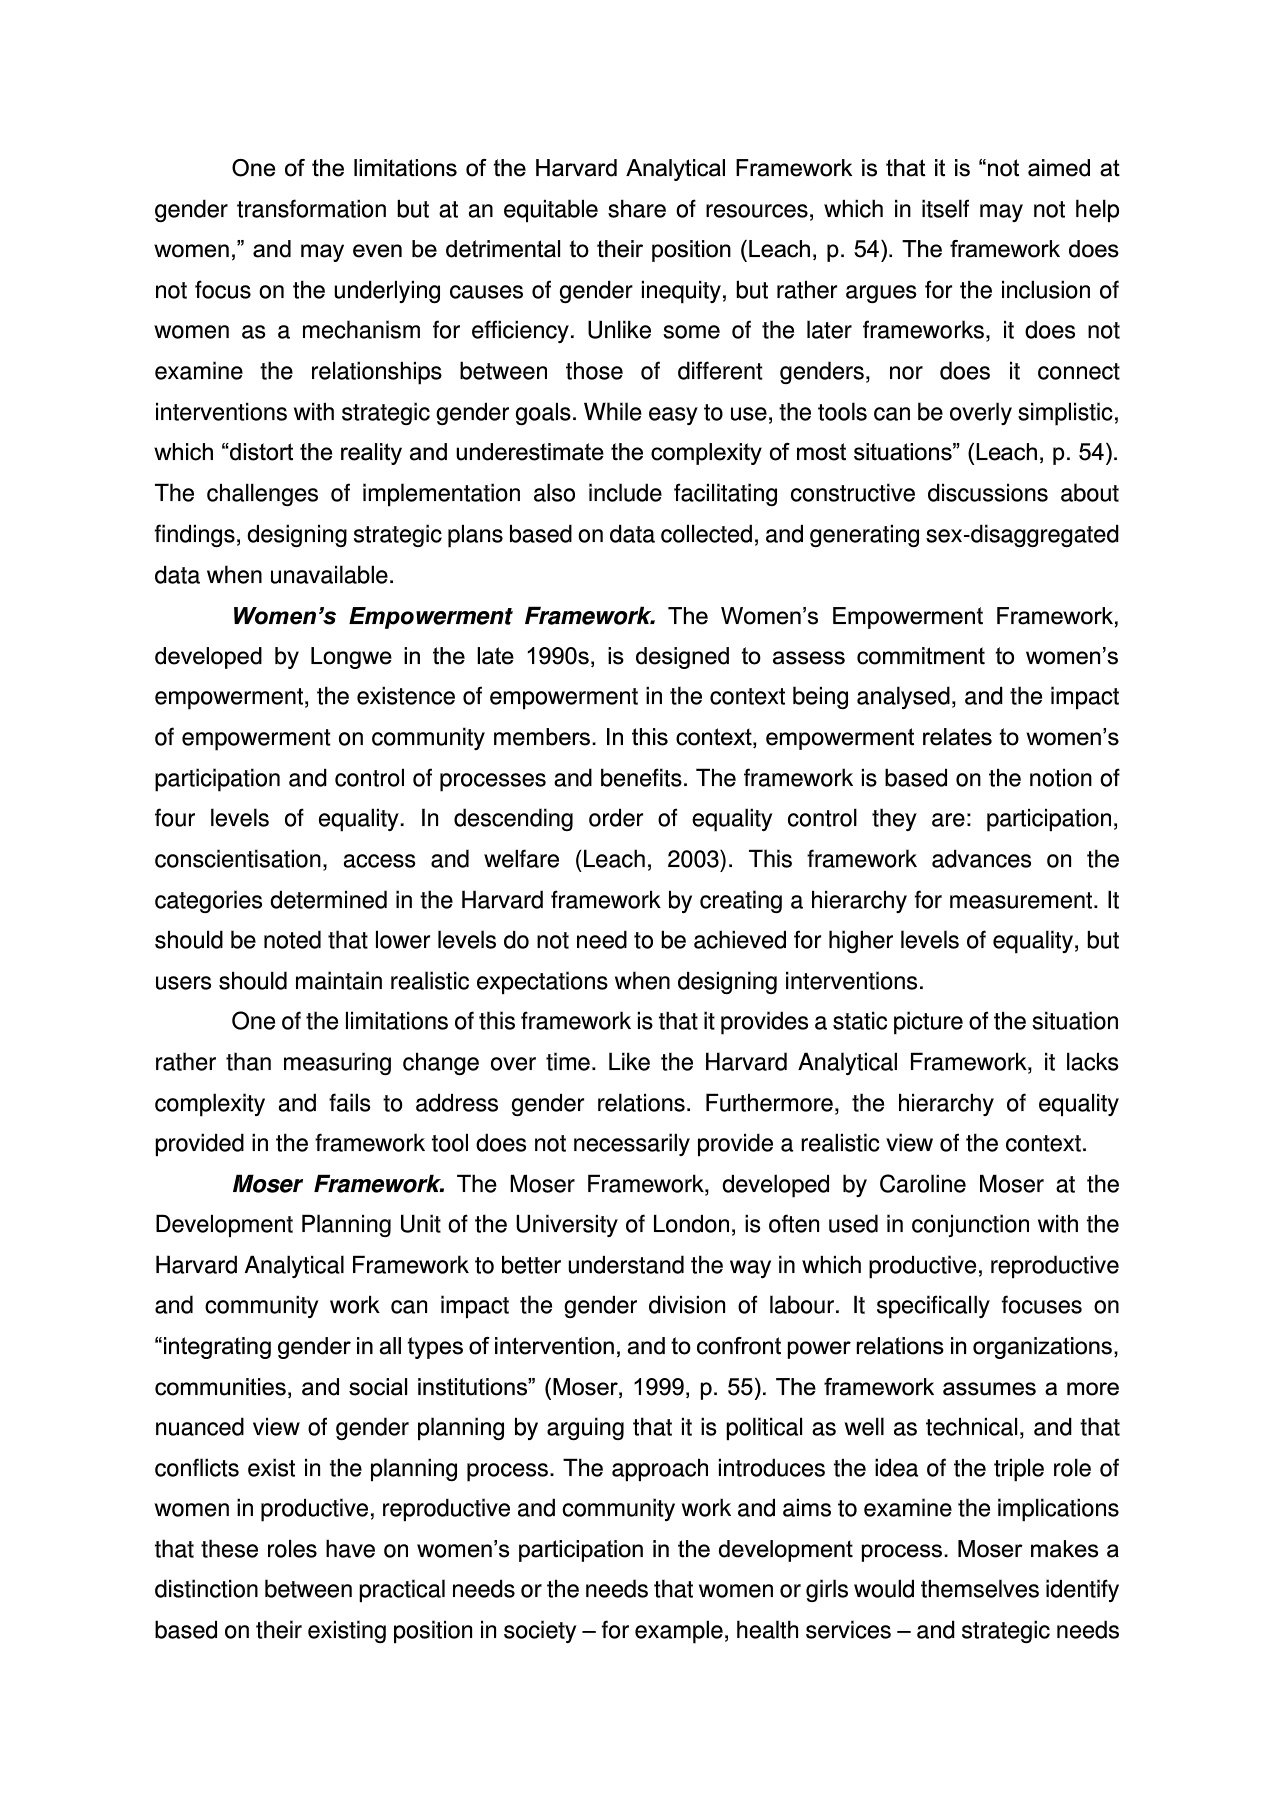 One of the limitations of the Harvard Analytical Framework is that it is “not aimed at
gender transformation but at an equitable share of resources, which in itself may not help
women,” and may even be detrimental to their position (Leach, p. 54). The framework does
not focus on the underlying causes of gender inequity, but rather argues for the inclusion of
women as a mechanism for efficiency. Unlike some of the later frameworks, it does not
examine the relationships between those of different genders, nor does it connect
interventions with strategic gender goals. While easy to use, the tools can be overly simplistic,
which “distort the reality and underestimate the complexity of most situations” (Leach, p. 54).
The challenges of implementation also include facilitating constructive discussions about
findings, designing strategic plans based on data collected, and generating sex-disaggregated
data when unavailable.
Women’s Empowerment Framework. The Women’s Empowerment Framework,
developed by Longwe in the late 1990s, is designed to assess commitment to women’s
empowerment, the existence of empowerment in the context being analysed, and the impact
of empowerment on community members. In this context, empowerment relates to women’s
participation and control of processes and benefits. The framework is based on the notion of
four levels of equality. In descending order of equality control they are: participation,
conscientisation, access and welfare (Leach, 2003). This framework advances on the
categories determined in the Harvard framework by creating a hierarchy for measurement. It
should be noted that lower levels do not need to be achieved for higher levels of equality, but
users should maintain realistic expectations when designing interventions.
One of the limitations of this framework is that it provides a static picture of the situation
rather than measuring change over time. Like the Harvard Analytical Framework, it lacks
complexity and fails to address gender relations. Furthermore, the hierarchy of equality
provided in the framework tool does not necessarily provide a realistic view of the context.
Moser Framework. The Moser Framework, developed by Caroline Moser at the
Development Planning Unit of the University of London, is often used in conjunction with the
Harvard Analytical Framework to better understand the way in which productive, reproductive
and community work can impact the gender division of labour. It specifically focuses on
“integrating gender in all types of intervention, and to confront power relations in organizations,
communities, and social institutions” (Moser, 1999, p. 55). The framework assumes a more
nuanced view of gender planning by arguing that it is political as well as technical, and that
conflicts exist in the planning process. The approach introduces the idea of the triple role of
women in productive, reproductive and community work and aims to examine the implications
that these roles have on women’s participation in the development process. Moser makes a
distinction between practical needs or the needs that women or girls would themselves identify
based on their existing position in society – for example, health services – and strategic needs